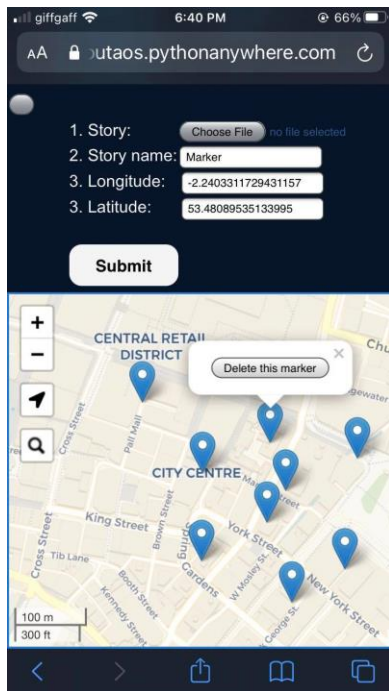 giffgaff 6:40 PM 66%
AA outaos.pythonanywhere.com
1. Story: Choose File no file selected
2. Story name: Marker
3. Longitude: -2.2403311729431157
3. Latitude: 53.48089535133995
Submit
+
−
CENTRAL RETAIL
DISTRICT
Delete this marker ×
Pall Mall
Cross Street
CITY CENTRE
King Street
Brown Street
Spring
Gardens
York Street
Cross Street
Tib Lane
Booth Street
Kennedy Street
W Mosley St.
George St.
New York Street
100 m
300 ft